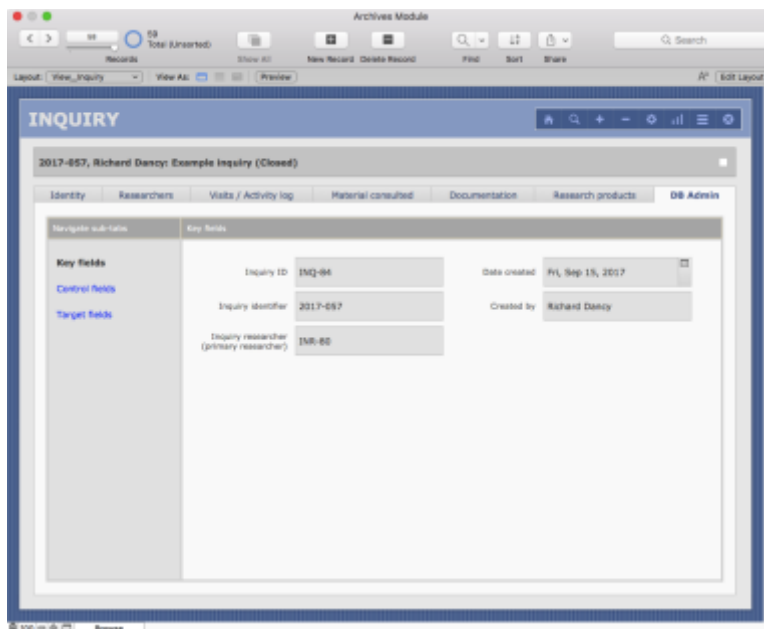 Archives Module
59
59
Total (Unsorted)
Records
Show All
New Record
Delete Record
Find
Sort
Share
Search
Layout: View_Inquiry
View As:
Preview
Edit Layout
INQUIRY
2017-057, Richard Dancy: Example inquiry (Closed)
Identity
Researchers
Visits / Activity log
Material consulted
Documentation
Research products
DB Admin
Navigate sub-tabs
Key fields
Key fields
Control fields
Target fields
Inquiry ID
INQ-84
Date created
Fri, Sep 15, 2017
Inquiry identifier
2017-057
Created by
Richard Dancy
Inquiry researcher
(primary researcher)
INR-80
Browse